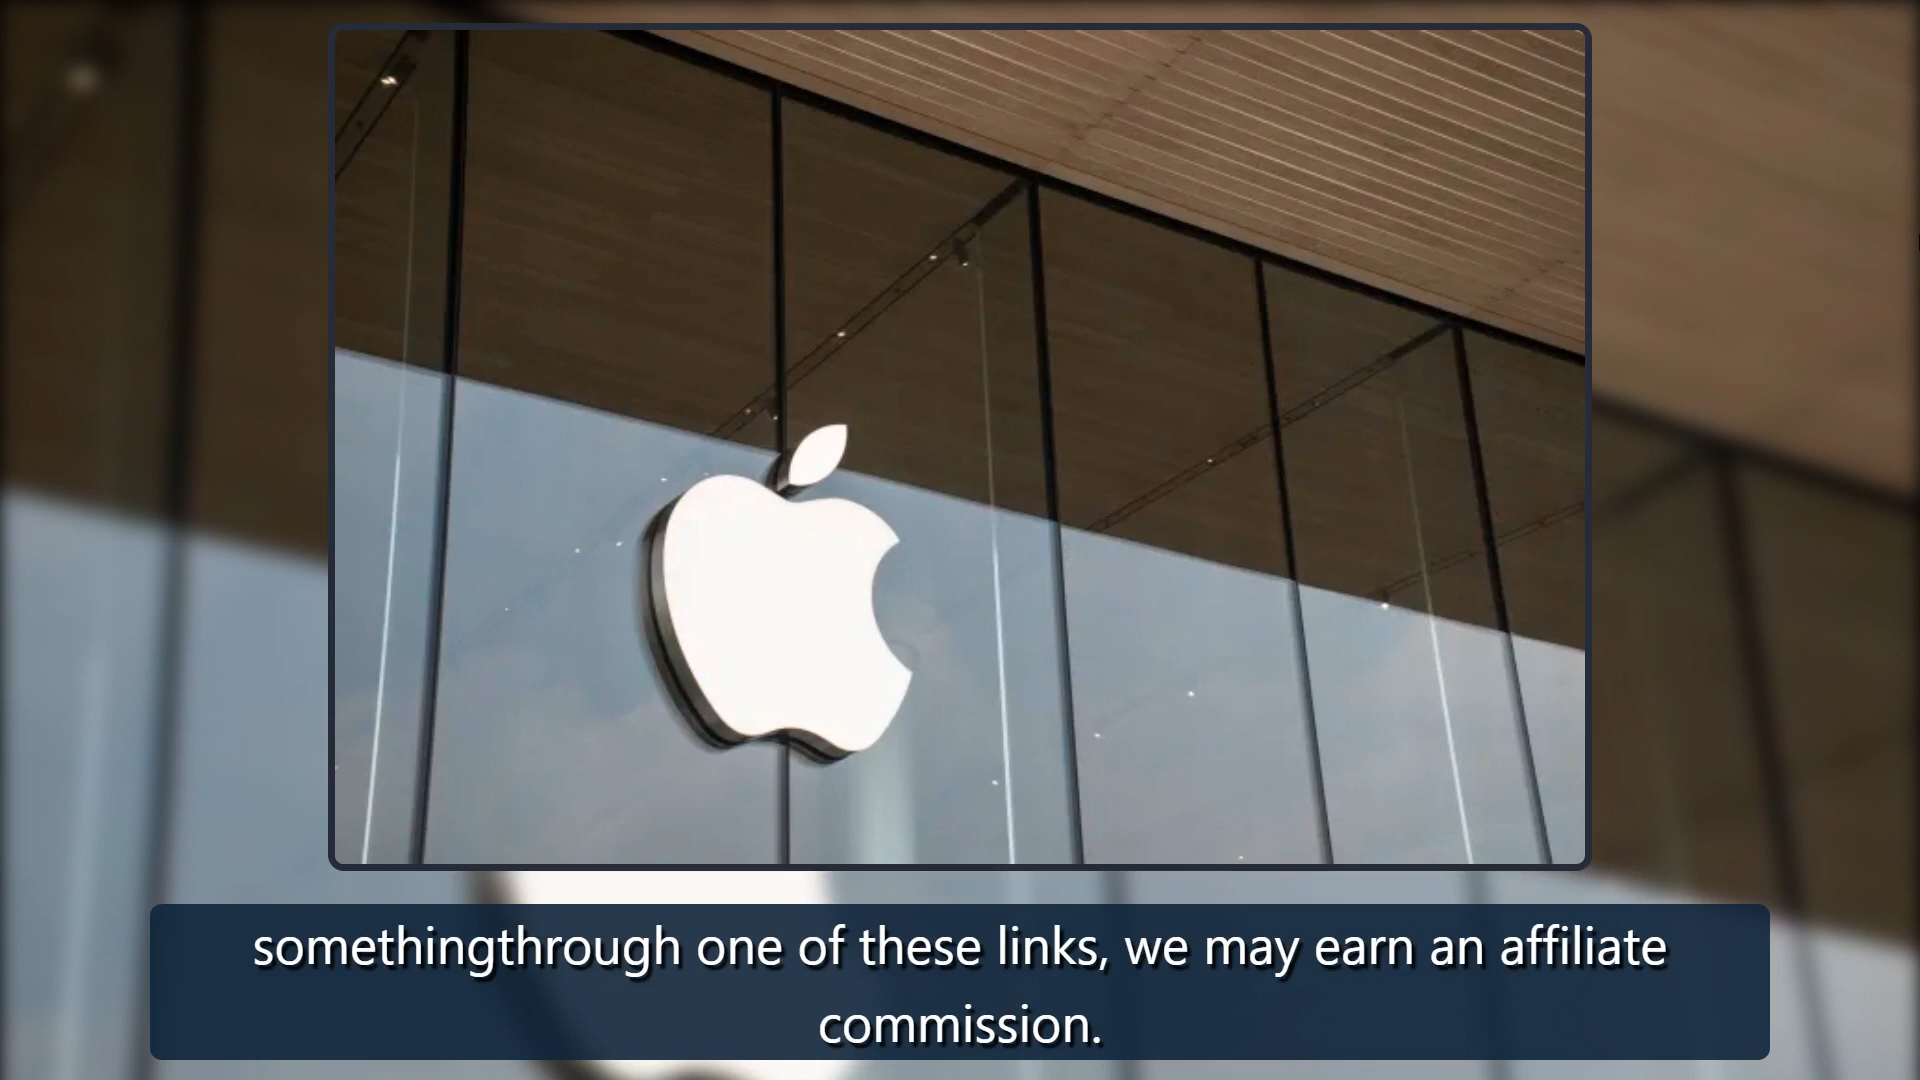 somethingthrough one of these links, we may earn an affiliate
commission.